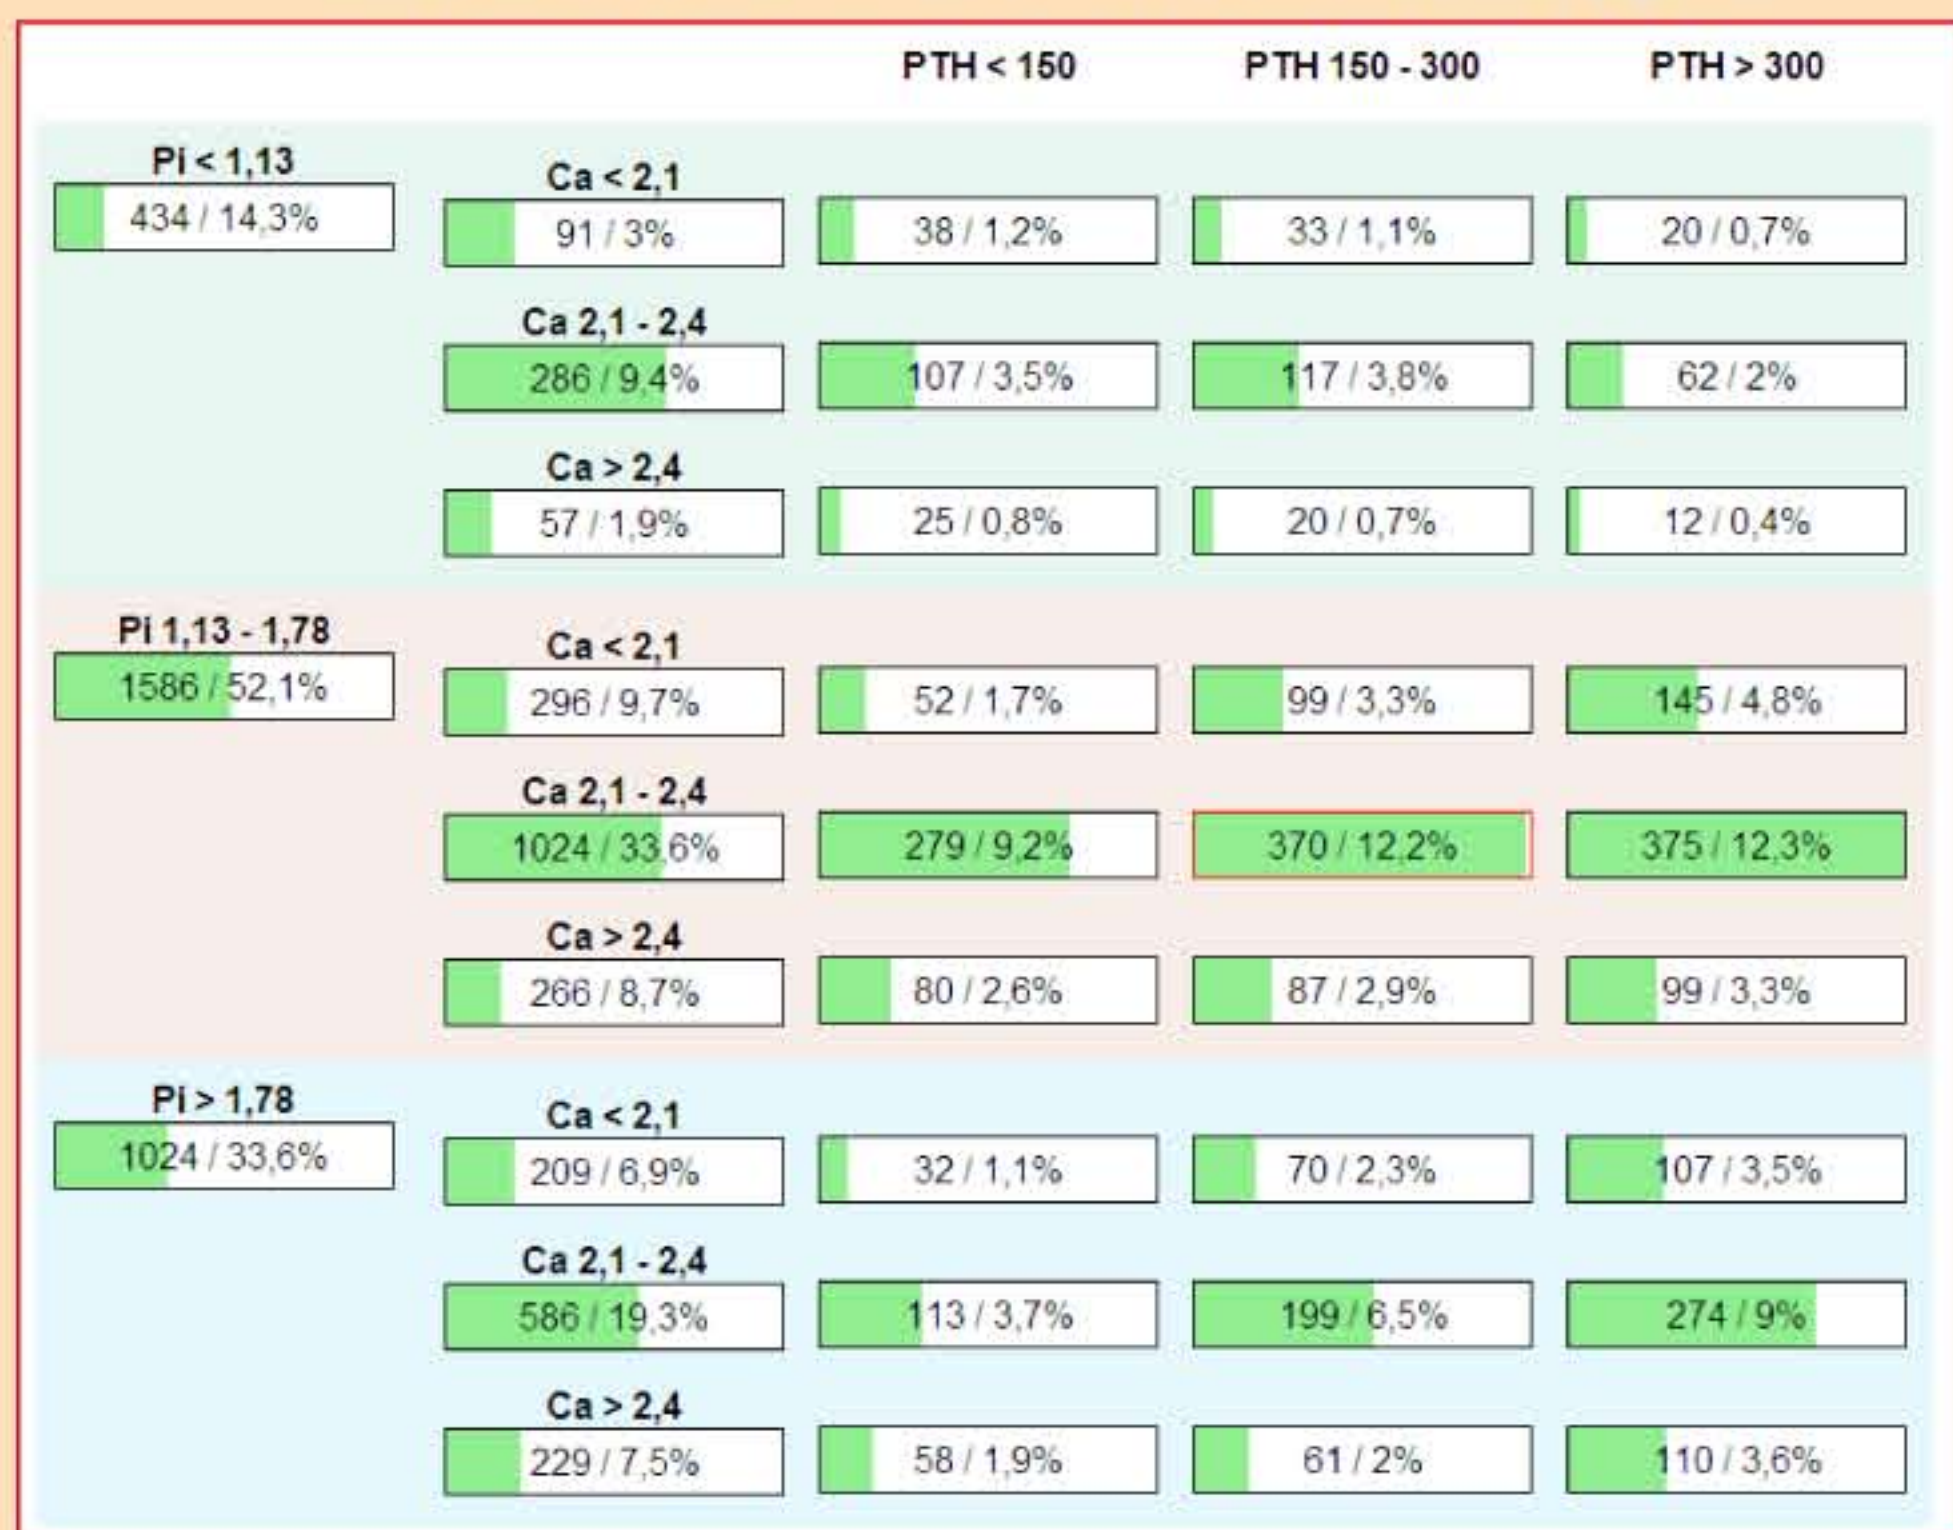 PTH < 150 PTH 150 - 300 PTH > 300
Pi < 1,13
434 / 14,3%
Ca < 2,1
91 / 3% 38 / 1,2% 33 / 1,1% 20 / 0,7%
Ca 2,1 - 2,4
286 / 9,4% 107 / 3,5% 117 / 3,8% 62 / 2%
Ca > 2,4
57 / 1,9% 25 / 0,8% 20 / 0,7% 12 / 0,4%
Pi 1,13 - 1,78
1586 / 52,1%
Ca < 2,1
296 / 9,7% 52 / 1,7% 99 / 3,3% 145 / 4,8%
Ca 2,1 - 2,4
1024 / 33,6% 279 / 9,2% 370 / 12,2% 375 / 12,3%
Ca > 2,4
266 / 8,7% 80 / 2,6% 87 / 2,9% 99 / 3,3%
Pi > 1,78
1024 / 33,6%
Ca < 2,1
209 / 6,9% 32 / 1,1% 70 / 2,3% 107 / 3,5%
Ca 2,1 - 2,4
586 / 19,3% 113 / 3,7% 199 / 6,5% 274 / 9%
Ca > 2,4
229 / 7,5% 58 / 1,9% 61 / 2% 110 / 3,6%